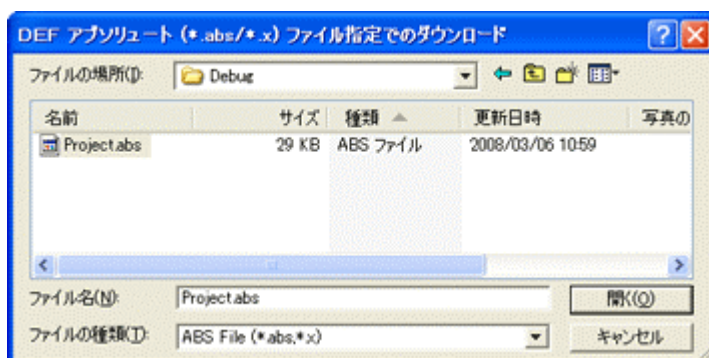 DEF アブソリュート (*.abs/*.x) ファイル指定でのダウンロード
ファイルの場所(I): Debug
名前 サイズ 種類 更新日時 写真の
Project.abs 29 KB ABS ファイル 2008/03/06 10:59
ファイル名(N): Project.abs 開く(O)
ファイルの種類(T): ABS File (*.abs,*.x) キャンセル